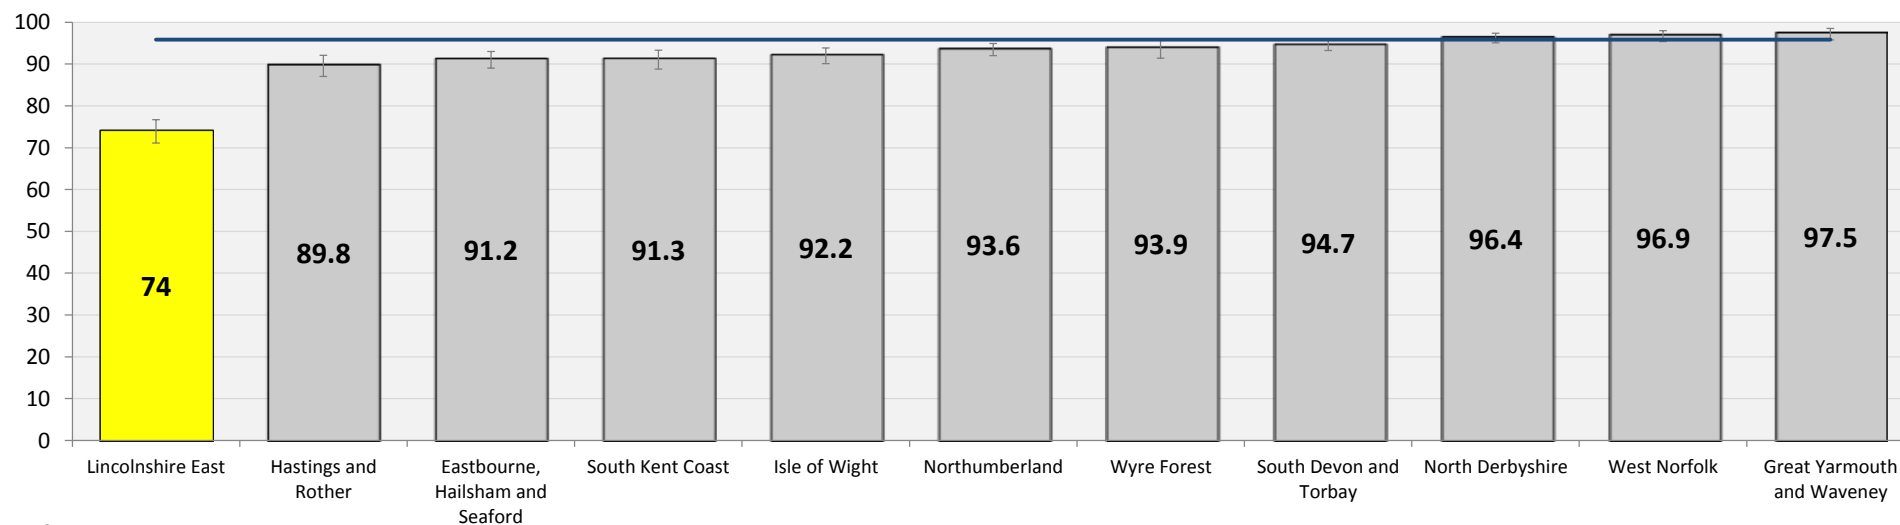 100
90
80
70
60
50
40
30
20
10
0
74
89.8
91.2
91.3
92.2
93.6
93.9
94.7
96.4
96.9
97.5
Lincolnshire East
Hastings and
Rother
Eastbourne,
Hailsham and
Seaford
South Kent Coast
Isle of Wight
Northumberland
Wyre Forest
South Devon and
Torbay
North Derbyshire
West Norfolk
Great Yarmouth
and Waveney